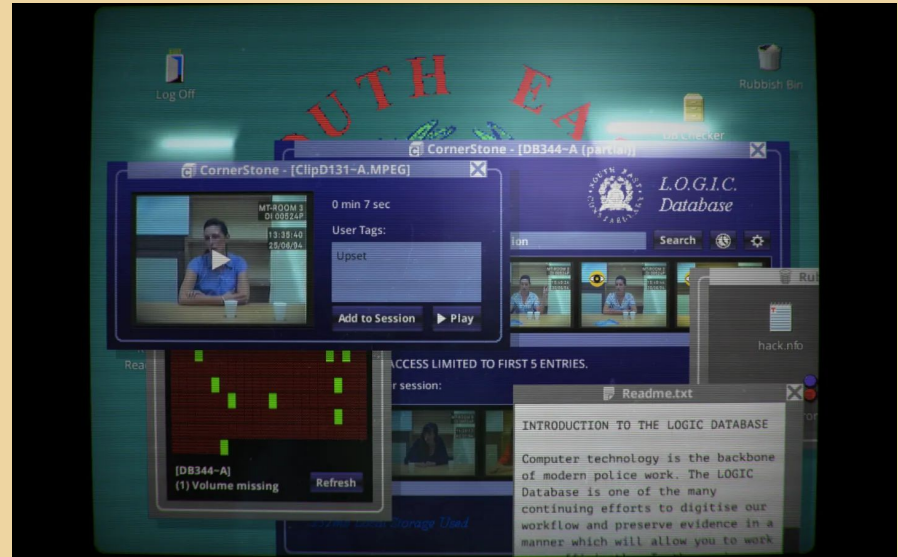 Log Off
SOUTH EA
Rubbish Bin
CornerStone - [DB344~A (partial)]
L.O.G.I.C.
Database
ion
Search
CornerStone - [ClipD131~A.MPEG]
MT-ROOM 3
DI 00524P
13:35:40
25/06/94
0 min 7 sec
User Tags:
Upset
Add to Session
Play
Rub
hack.nfo
Rea
ACCESS LIMITED TO FIRST 5 ENTRIES.
r session:
[DB344~A]
(1) Volume missing
Refresh
Readme.txt
INTRODUCTION TO THE LOGIC DATABASE
Computer technology is the backbone
of modern police work. The LOGIC
Database is one of the many
continuing efforts to digitise our
workflow and preserve evidence in a
manner which will allow you to work